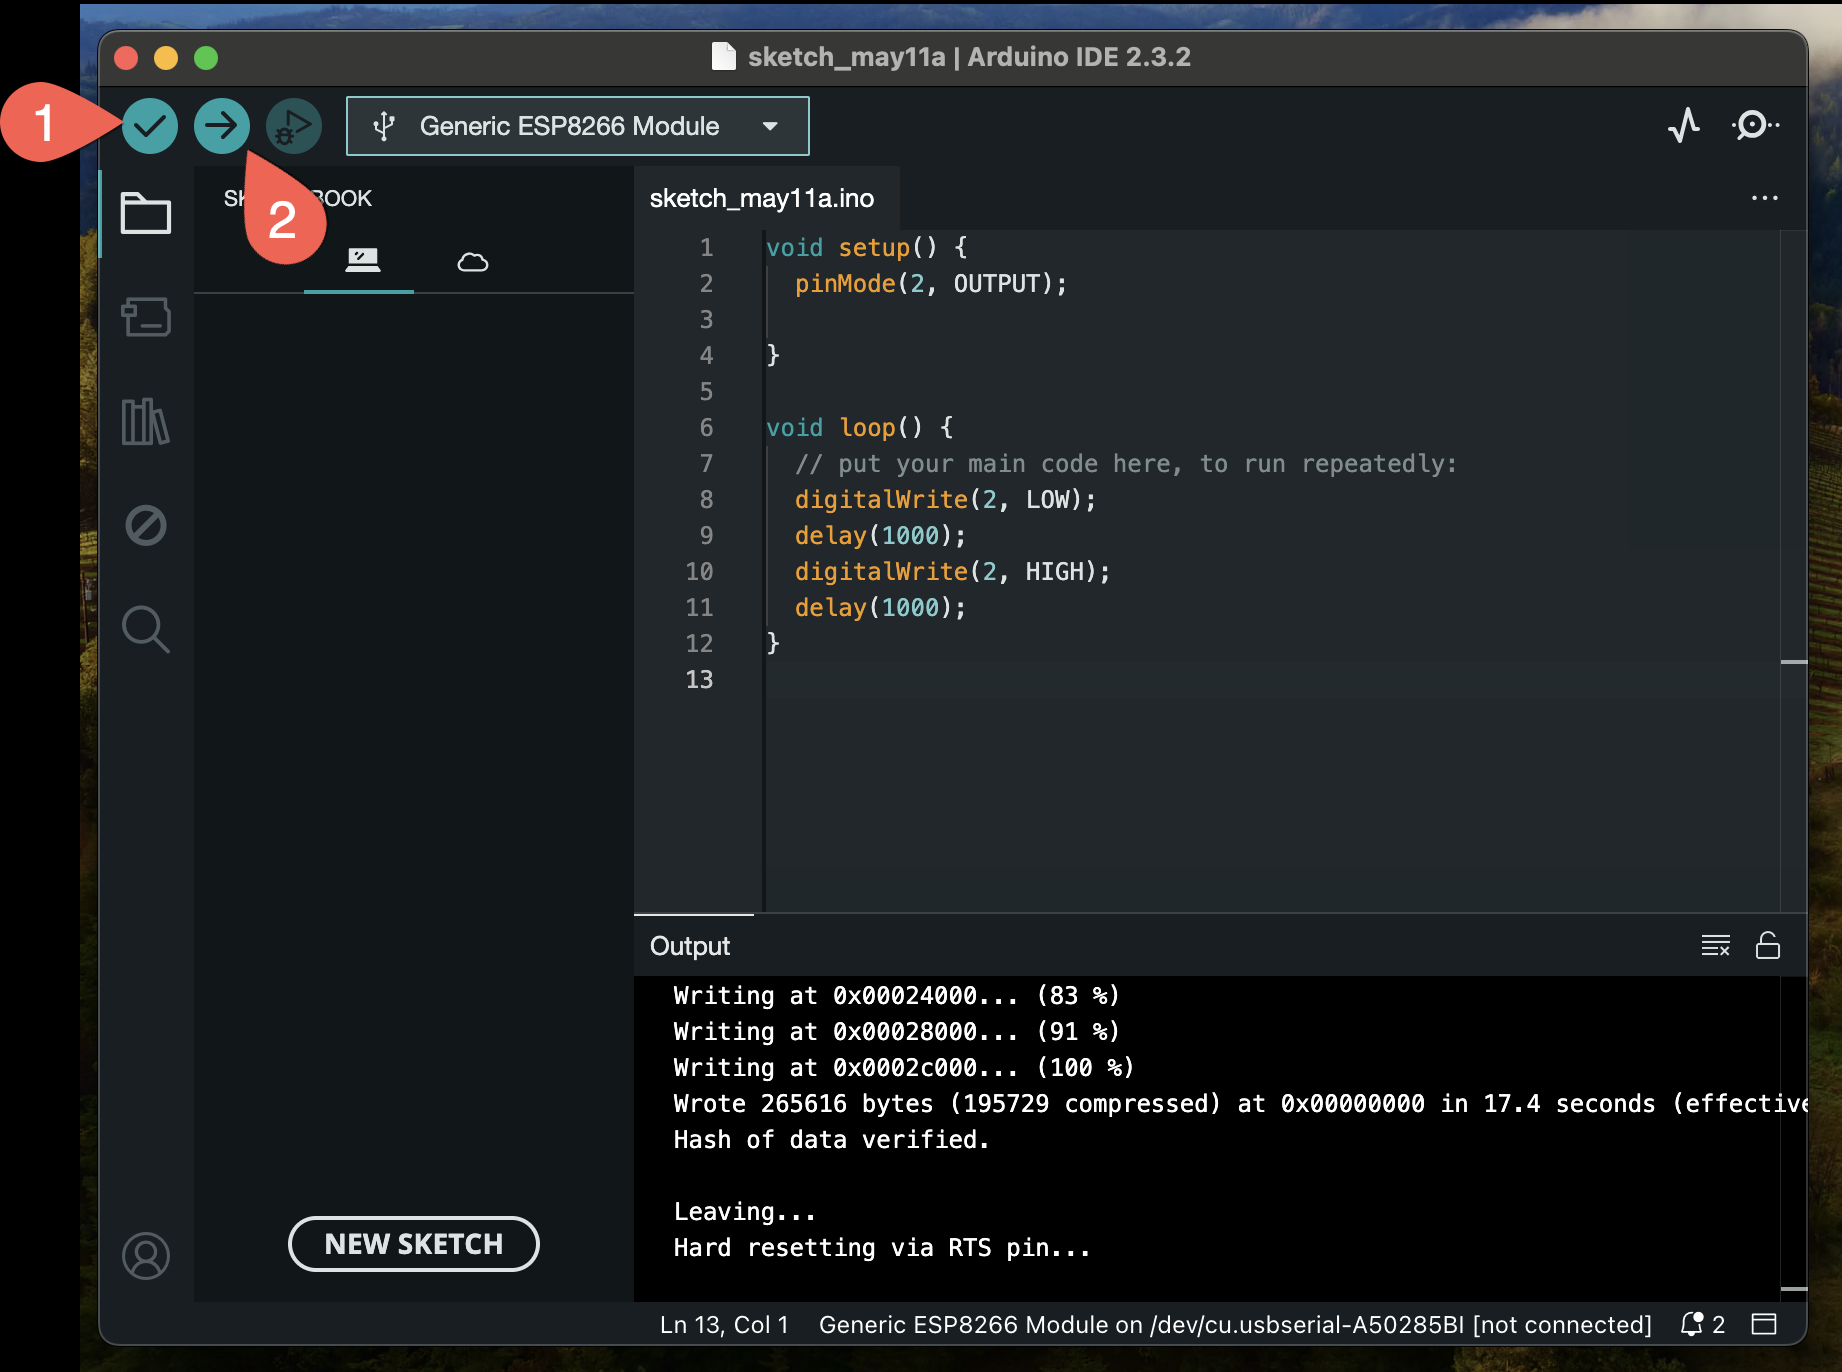 sketch_may11a | Arduino IDE 2.3.2
1
Generic ESP8266 Module
2
SK BOOK
sketch_may11a.ino
1 void setup() {
2 pinMode(2, OUTPUT);
3
4 }
5
6 void loop() {
7 // put your main code here, to run repeatedly:
8 digitalWrite(2, LOW);
9 delay(1000);
10 digitalWrite(2, HIGH);
11 delay(1000);
12 }
13
Output
Writing at 0x00024000... (83 %)
Writing at 0x00028000... (91 %)
Writing at 0x0002c000... (100 %)
Wrote 265616 bytes (195729 compressed) at 0x00000000 in 17.4 seconds (effective
Hash of data verified.
Leaving...
Hard resetting via RTS pin...
NEW SKETCH
Ln 13, Col 1 Generic ESP8266 Module on /dev/cu.usbserial-A50285BI [not connected] 2